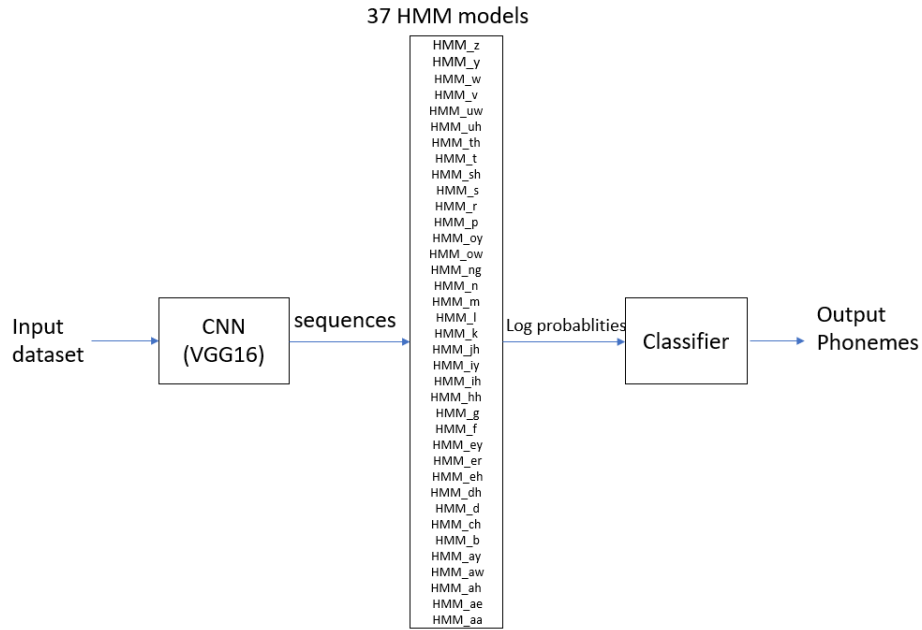 37 HMM models
HMM_z
HMM_y
HMM_w
HMM_v
HMM_uw
HMM_uh
HMM_th
HMM_t
HMM_sh
HMM_s
HMM_r
HMM_p
HMM_oy
HMM_ow
HMM_ng
HMM_n
HMM_m
HMM_l
HMM_k
HMM_jh
HMM_iy
HMM_ih
HMM_hh
HMM_g
HMM_f
HMM_ey
HMM_er
HMM_eh
HMM_dh
HMM_d
HMM_ch
HMM_b
HMM_ay
HMM_aw
HMM_ah
HMM_ae
HMM_aa
Input
dataset
CNN
(VGG16)
sequences
Log probablities
Classifier
Output
Phonemes